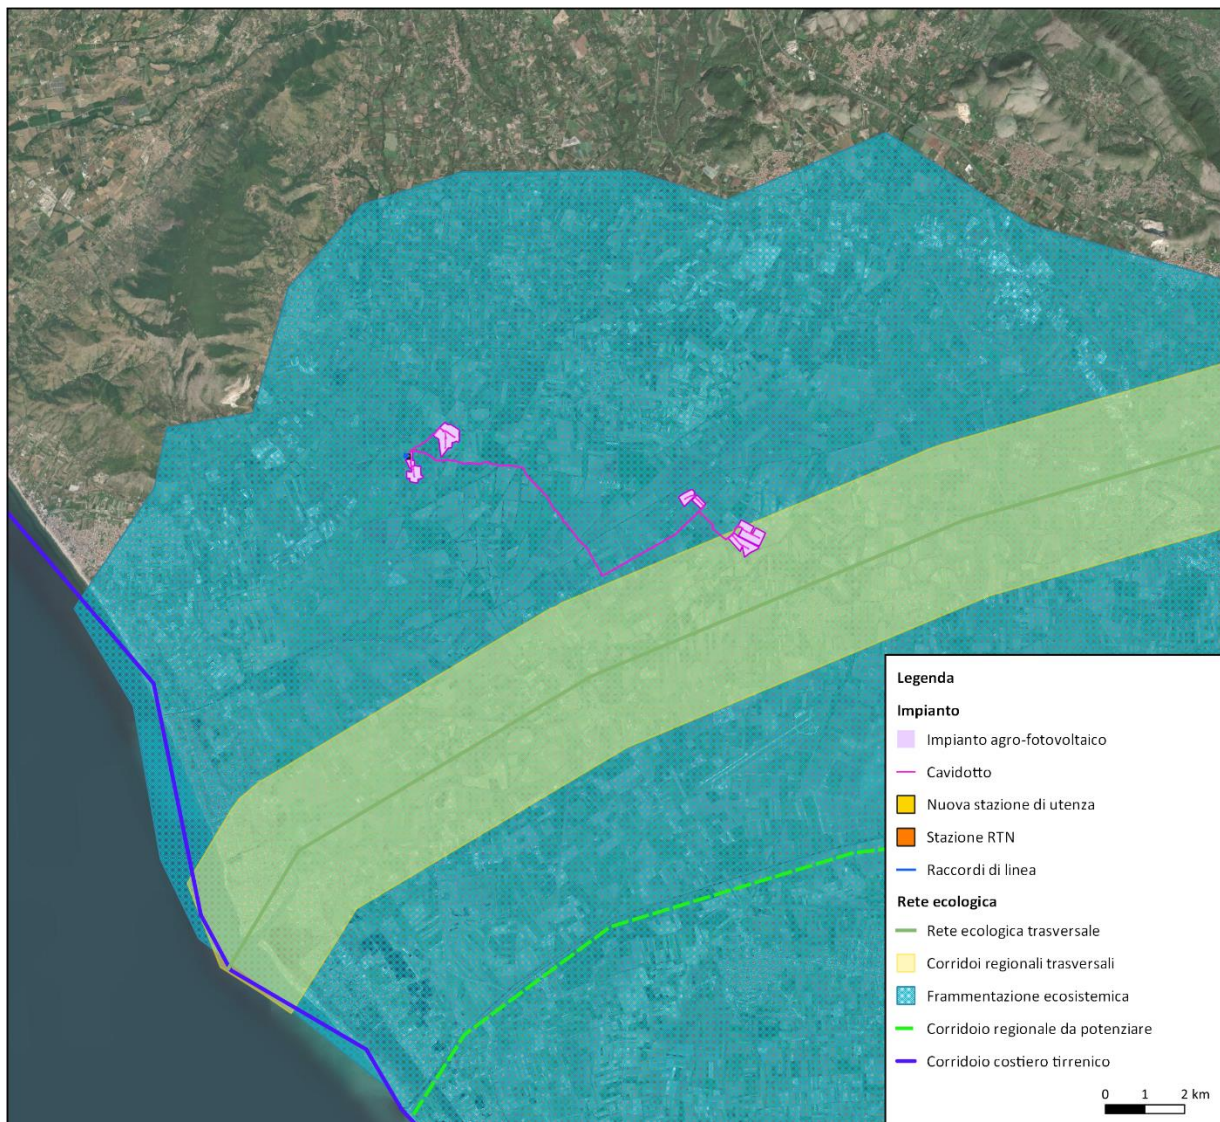 Legenda
Impianto
Impianto agro-fotovoltaico
Cavidotto
Nuova stazione di utenza
Stazione RTN
Raccordi di linea
Rete ecologica
Rete ecologica trasversale
Corridoi regionali trasversali
Frammentazione ecosistemica
Corridoio regionale da potenziare
Corridoio costiero tirrenico
0 1 2 km